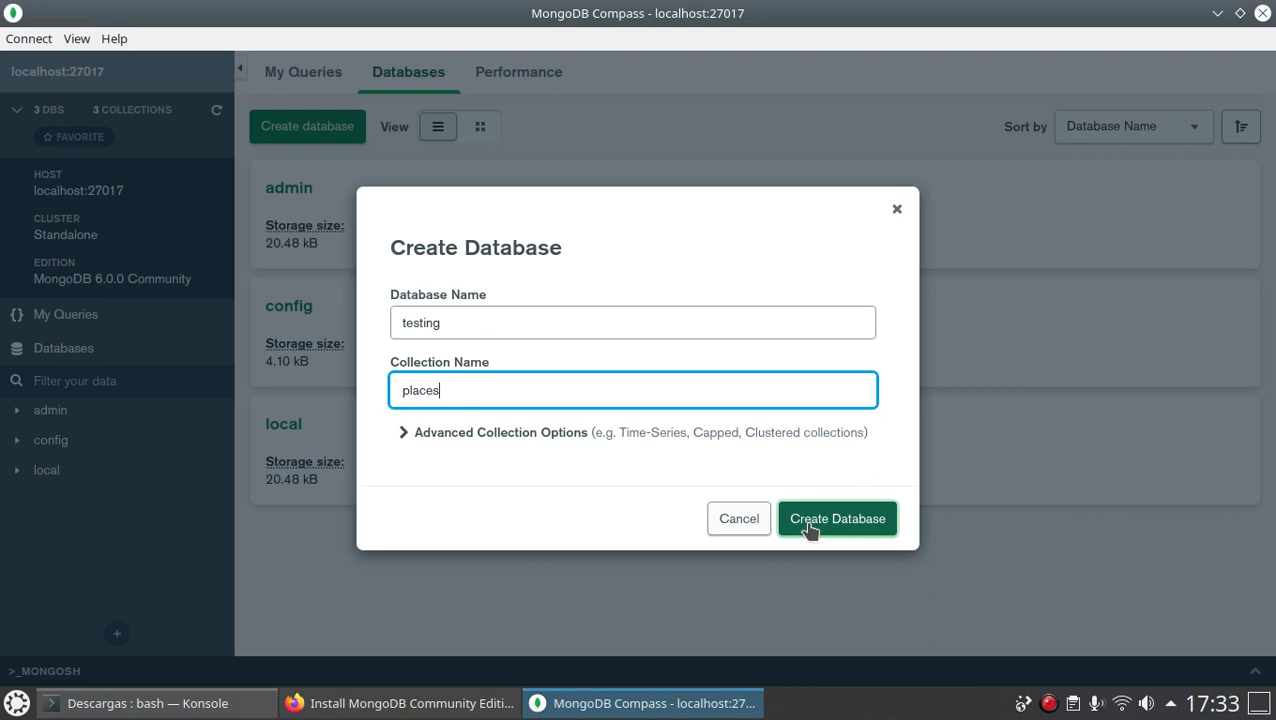 MongoDB Compass - localhost:27017
Connect View Help
localhost:27017
My Queries Databases Performance
3 DBS 3 COLLECTIONS
FAVORITE
Create database View Sort by Database Name
HOST
localhost:27017
CLUSTER
Standalone
EDITION
MongoDB 6.0.0 Community
{} My Queries
Databases
Filter your data
admin
config
local
admin
Storage size:
20.48 kB
config
Storage size:
4.10 kB
local
Storage size:
20.48 kB
Create Database
Database Name
testing
Collection Name
places
Advanced Collection Options (e.g. Time-Series, Capped, Clustered collections)
Cancel Create Database
>_MONGOSH
Descargas : bash — Konsole Install MongoDB Community Editi... MongoDB Compass - localhost:27... 17:33